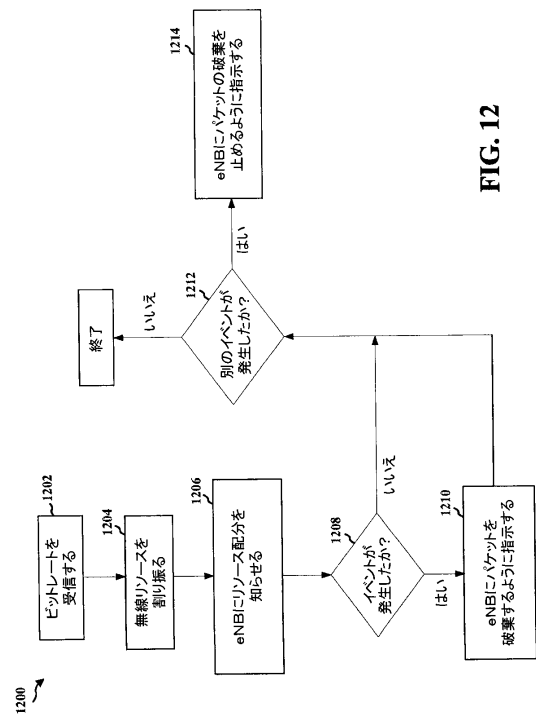 1200
1202
ビットレートを
受信する
1204
無線リソースを
割り振る
1206
eNBにリソース配分を
知らせる
1208
イベントが
発生したか?
いいえ
はい
1210
eNBにパケットを
破棄するように指示する
1212
別のイベントが
発生したか?
いいえ
終了
はい
1214
eNBにパケットの破棄を
止めるように指示する
FIG. 12